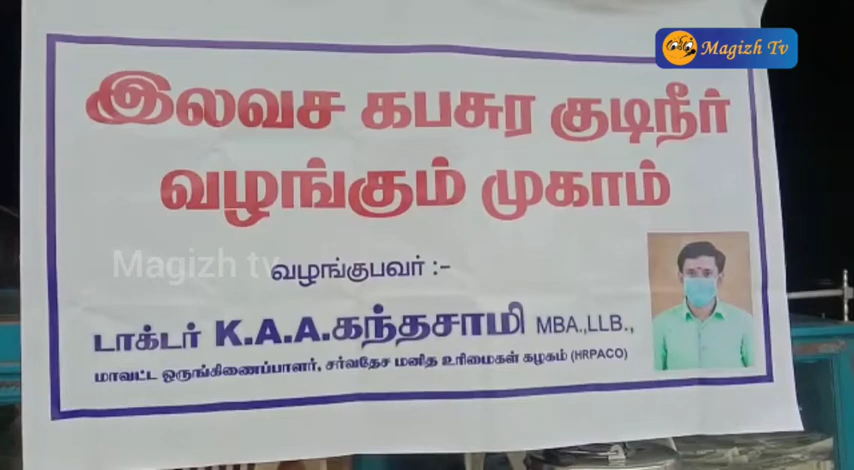 Magizh Tv
இலவச கபசுர குடிநீர்
வழங்கும் முகாம்
Magizh tv
வழங்குபவர் :-
டாக்டர் K.A.A.கந்தசாமி MBA.,LLB.,
மாவட்ட ஒருங்கிணைப்பாளர், சர்வதேச மனித உரிமைகள் கழகம் (HRPACO)